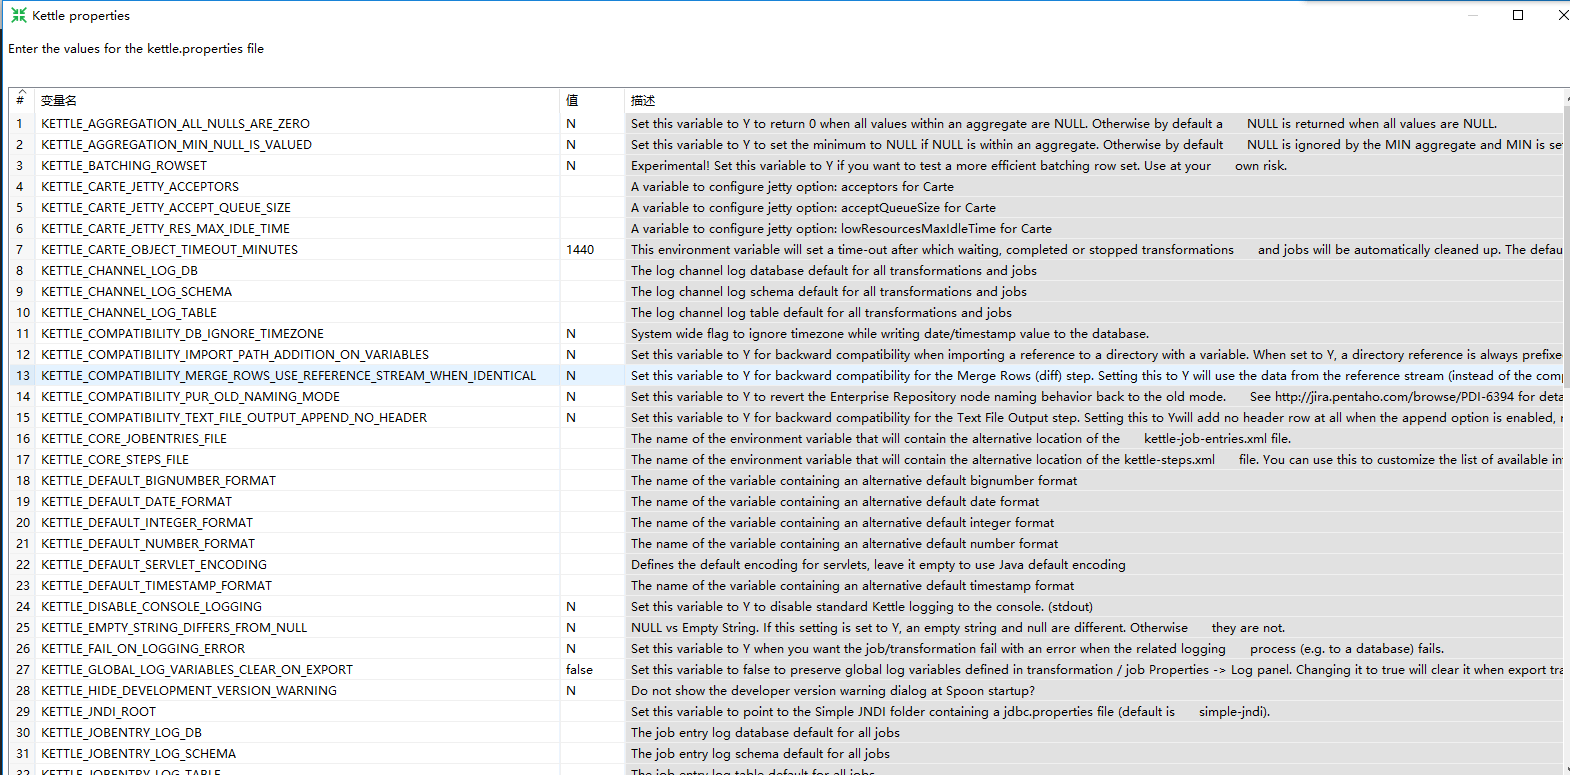 Kettle properties
Enter the values for the kettle.properties file
# 变量名 值 描述
1 KETTLE_AGGREGATION_ALL_NULLS_ARE_ZERO N Set this variable to Y to return 0 when all values within an aggregate are NULL. Otherwise by default a NULL is returned when all values are NULL.
2 KETTLE_AGGREGATION_MIN_NULL_IS_VALUED N Set this variable to Y to set the minimum to NULL if NULL is within an aggregate. Otherwise by default NULL is ignored by the MIN aggregate and MIN is se
3 KETTLE_BATCHING_ROWSET N Experimental! Set this variable to Y if you want to test a more efficient batching row set. Use at your own risk.
4 KETTLE_CARTE_JETTY_ACCEPTORS A variable to configure jetty option: acceptors for Carte
5 KETTLE_CARTE_JETTY_ACCEPT_QUEUE_SIZE A variable to configure jetty option: acceptQueueSize for Carte
6 KETTLE_CARTE_JETTY_RES_MAX_IDLE_TIME A variable to configure jetty option: lowResourcesMaxIdleTime for Carte
7 KETTLE_CARTE_OBJECT_TIMEOUT_MINUTES 1440 This environment variable will set a time-out after which waiting, completed or stopped transformations and jobs will be automatically cleaned up. The defau
8 KETTLE_CHANNEL_LOG_DB The log channel log database default for all transformations and jobs
9 KETTLE_CHANNEL_LOG_SCHEMA The log channel log schema default for all transformations and jobs
10 KETTLE_CHANNEL_LOG_TABLE The log channel log table default for all transformations and jobs
11 KETTLE_COMPATIBILITY_DB_IGNORE_TIMEZONE N System wide flag to ignore timezone while writing date/timestamp value to the database.
12 KETTLE_COMPATIBILITY_IMPORT_PATH_ADDITION_ON_VARIABLES N Set this variable to Y for backward compatibility when importing a reference to a directory with a variable. When set to Y, a directory reference is always prefixe
13 KETTLE_COMPATIBILITY_MERGE_ROWS_USE_REFERENCE_STREAM_WHEN_IDENTICAL N Set this variable to Y for backward compatibility for the Merge Rows (diff) step. Setting this to Y will use the data from the reference stream (instead of the comp
14 KETTLE_COMPATIBILITY_PUR_OLD_NAMING_MODE N Set this variable to Y to revert the Enterprise Repository node naming behavior back to the old mode. See http://jira.pentaho.com/browse/PDI-6394 for deta
15 KETTLE_COMPATIBILITY_TEXT_FILE_OUTPUT_APPEND_NO_HEADER N Set this variable to Y for backward compatibility for the Text File Output step. Setting this to Ywill add no header row at all when the append option is enabled, r
16 KETTLE_CORE_JOBENTRIES_FILE The name of the environment variable that will contain the alternative location of the kettle-job-entries.xml file.
17 KETTLE_CORE_STEPS_FILE The name of the environment variable that will contain the alternative location of the kettle-steps.xml file. You can use this to customize the list of available in
18 KETTLE_DEFAULT_BIGNUMBER_FORMAT The name of the variable containing an alternative default bignumber format
19 KETTLE_DEFAULT_DATE_FORMAT The name of the variable containing an alternative default date format
20 KETTLE_DEFAULT_INTEGER_FORMAT The name of the variable containing an alternative default integer format
21 KETTLE_DEFAULT_NUMBER_FORMAT The name of the variable containing an alternative default number format
22 KETTLE_DEFAULT_SERVLET_ENCODING Defines the default encoding for servlets, leave it empty to use Java default encoding
23 KETTLE_DEFAULT_TIMESTAMP_FORMAT The name of the variable containing an alternative default timestamp format
24 KETTLE_DISABLE_CONSOLE_LOGGING N Set this variable to Y to disable standard Kettle logging to the console. (stdout)
25 KETTLE_EMPTY_STRING_DIFFERS_FROM_NULL N NULL vs Empty String. If this setting is set to Y, an empty string and null are different. Otherwise they are not.
26 KETTLE_FAIL_ON_LOGGING_ERROR N Set this variable to Y when you want the job/transformation fail with an error when the related logging process (e.g. to a database) fails.
27 KETTLE_GLOBAL_LOG_VARIABLES_CLEAR_ON_EXPORT false Set this variable to false to preserve global log variables defined in transformation / job Properties -> Log panel. Changing it to true will clear it when export tra
28 KETTLE_HIDE_DEVELOPMENT_VERSION_WARNING N Do not show the developer version warning dialog at Spoon startup?
29 KETTLE_JNDI_ROOT Set this variable to point to the Simple JNDI folder containing a jdbc.properties file (default is simple-jndi).
30 KETTLE_JOBENTRY_LOG_DB The job entry log database default for all jobs
31 KETTLE_JOBENTRY_LOG_SCHEMA The job entry log schema default for all jobs
32 KETTLE_JOBENTRY_LOG_TABLE The job entry log table default for all jobs